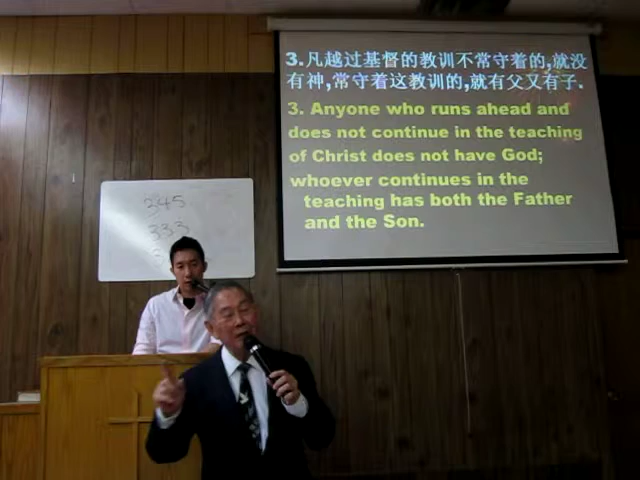 3.凡越过基督的教训不常守着的,就没
有神,常守着这教训的,就有父又有子.
3. Anyone who runs ahead and
does not continue in the teaching
of Christ does not have God;
whoever continues in the
teaching has both the Father
and the Son.
345
333